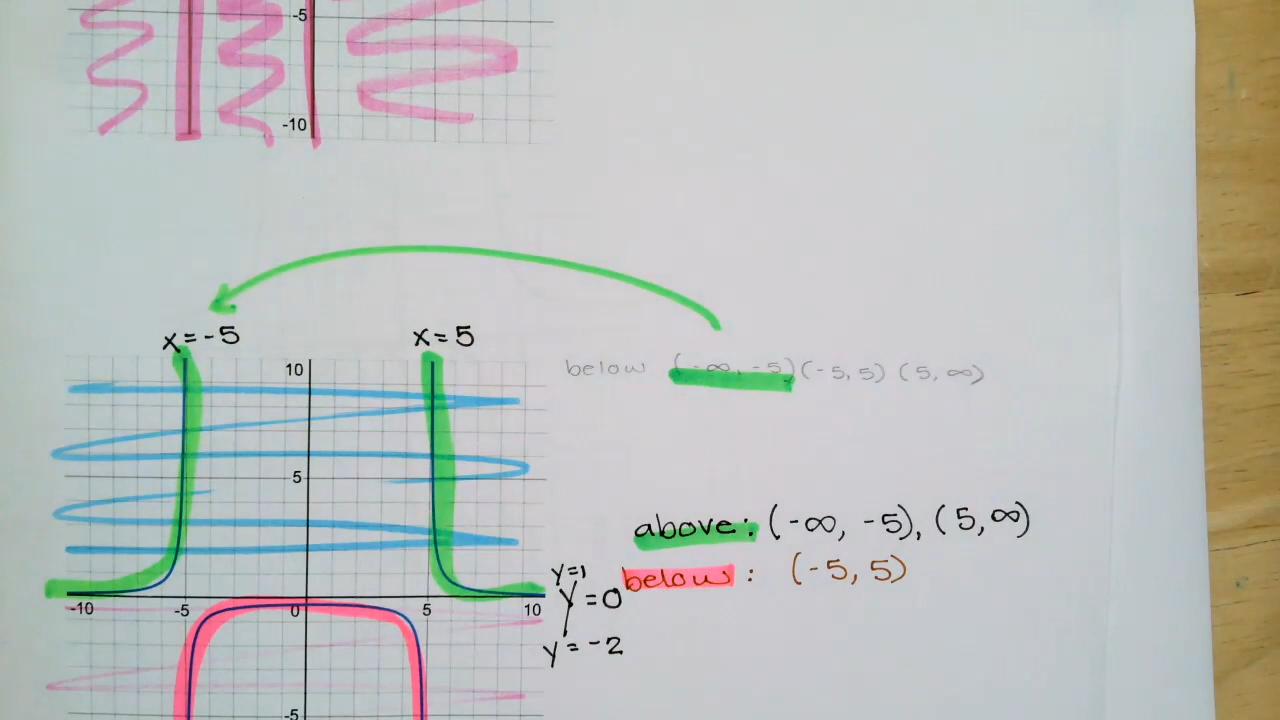 -5
-10
x=-5
x=5
10
below (-∞, -5)(-5,5) (5,∞)
5
above: (-∞, -5), (5,∞)
y=1
below : (-5, 5)
y=0
-10 -5 0 5 10
y=-2
-5